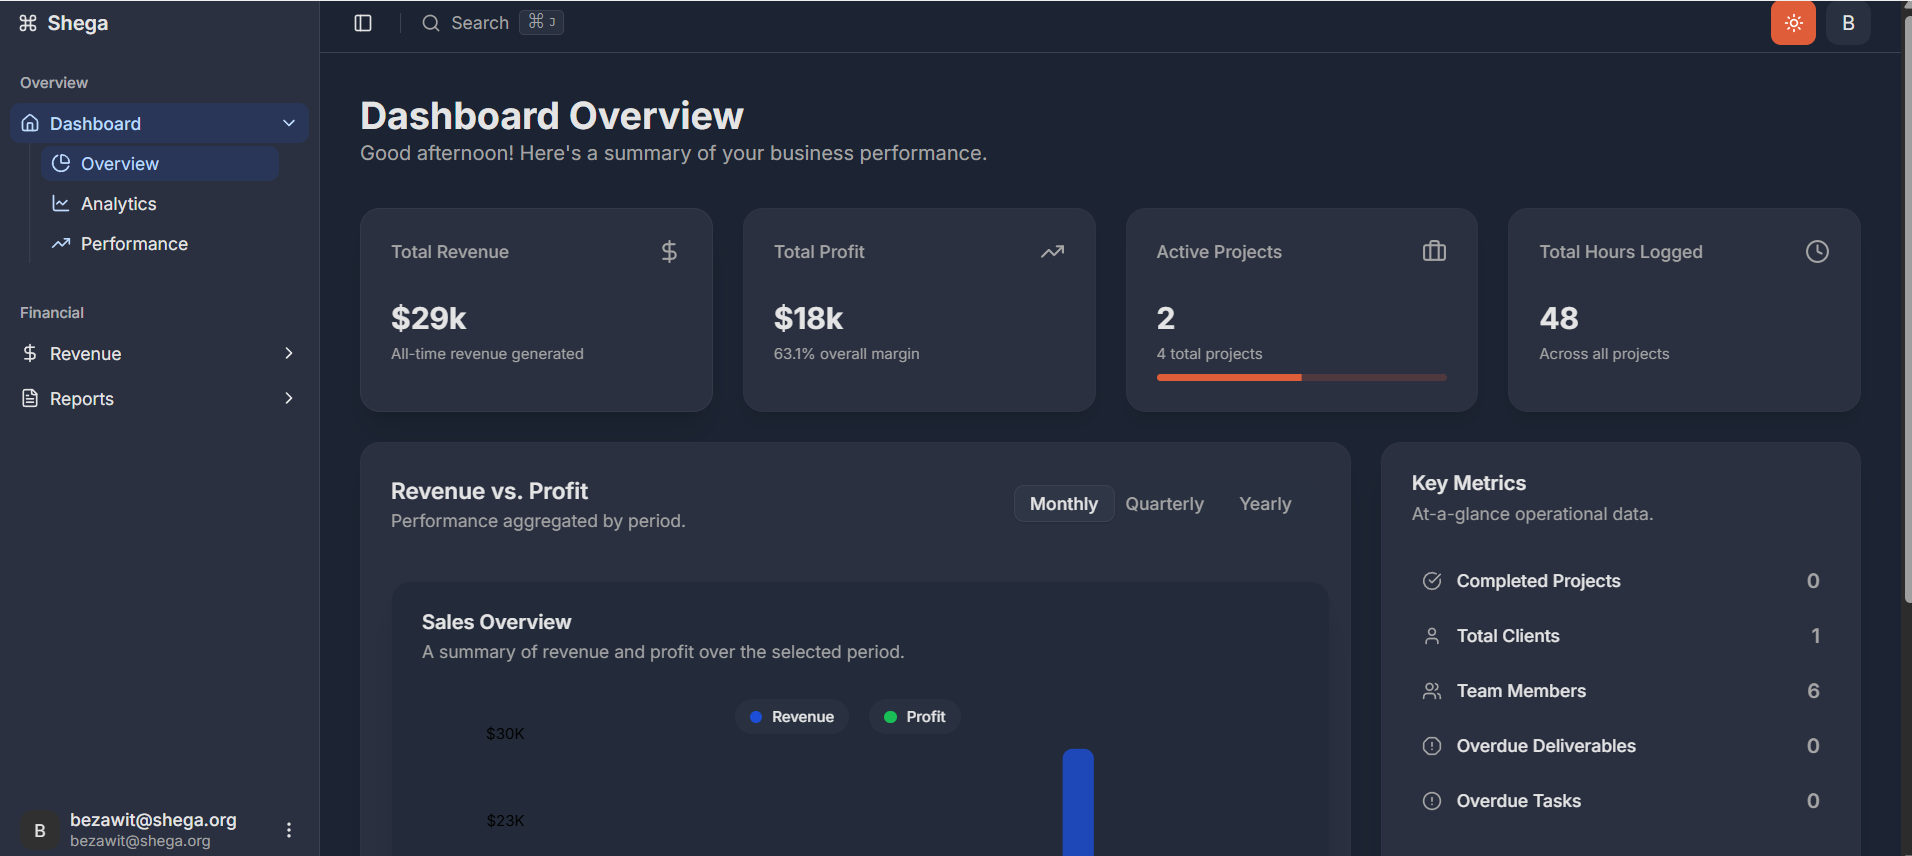 Shega
Search ⌘ J
B
Overview
Dashboard
Overview
Analytics
Performance
Financial
Revenue
Reports
B
bezawit@shega.org
bezawit@shega.org
Dashboard Overview
Good afternoon! Here's a summary of your business performance.
Total Revenue
$29k
All-time revenue generated
Total Profit
$18k
63.1% overall margin
Active Projects
2
4 total projects
Total Hours Logged
48
Across all projects
Revenue vs. Profit
Performance aggregated by period.
Monthly Quarterly Yearly
Sales Overview
A summary of revenue and profit over the selected period.
Revenue Profit
$30K
$23K
Key Metrics
At-a-glance operational data.
Completed Projects 0
Total Clients 1
Team Members 6
Overdue Deliverables 0
Overdue Tasks 0